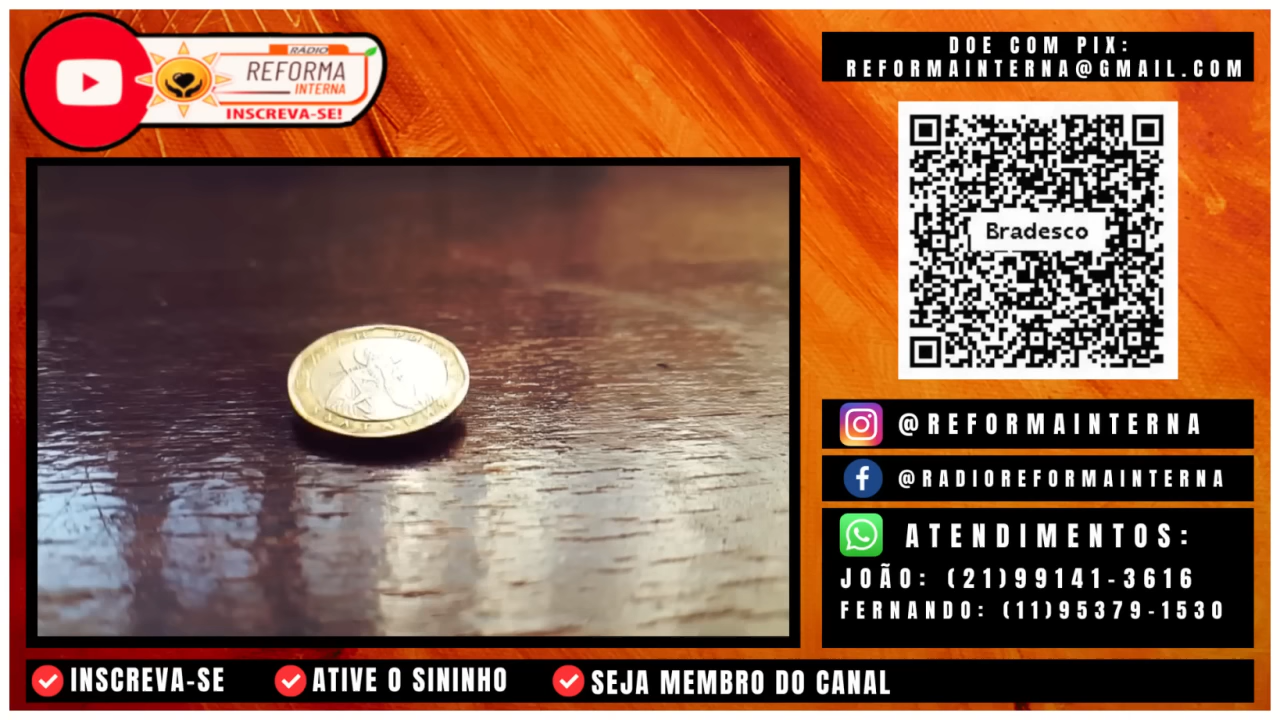 RÁDIO
REFORMA
INTERNA
INSCREVA-SE!
DOE COM PIX:
REFORMAINTERNA@GMAIL.COM
Bradesco
@REFORMAINTERNA
@RADIOREFORMAINTERNA
ATENDIMENTOS:
JOÃO: (21)99141-3616
FERNANDO: (11)95379-1530
INSCREVA-SE
ATIVE O SININHO
SEJA MEMBRO DO CANAL